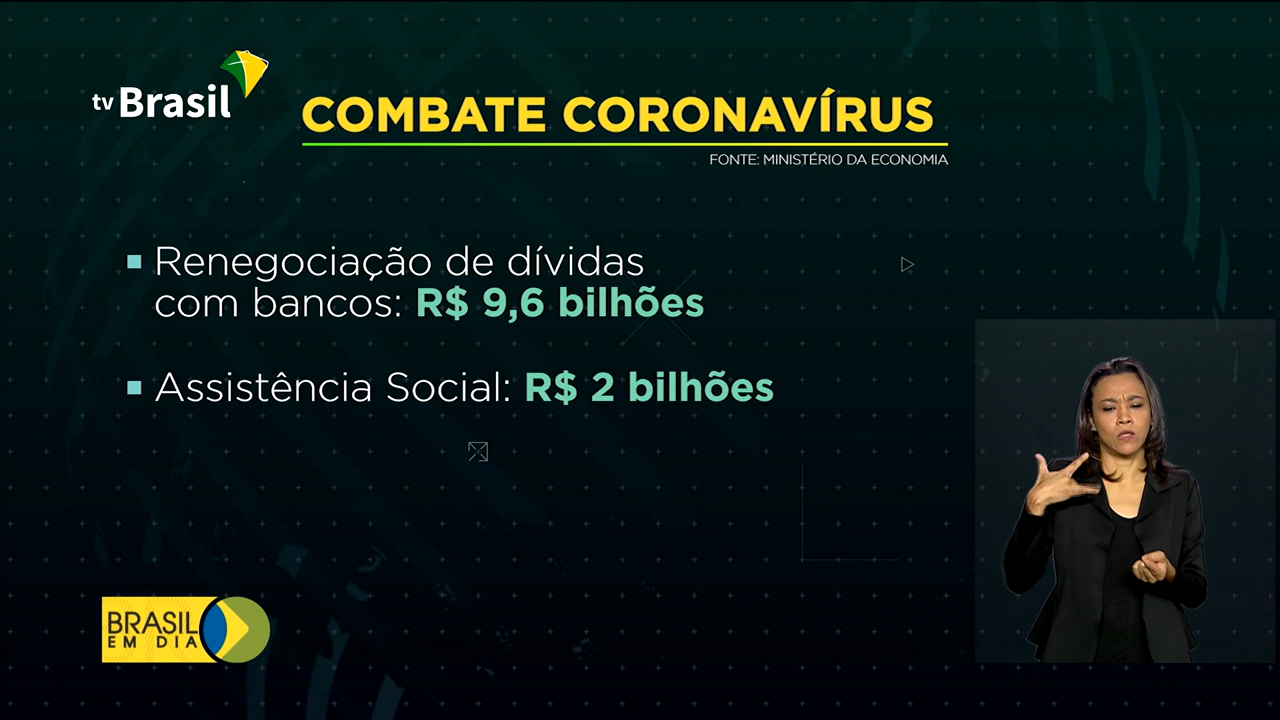 tv Brasil
COMBATE CORONAVÍRUS
FONTE: MINISTÉRIO DA ECONOMIA
Renegociação de dívidas
com bancos: R$ 9,6 bilhões
Assistência Social: R$ 2 bilhões
BRASIL
EM DIA